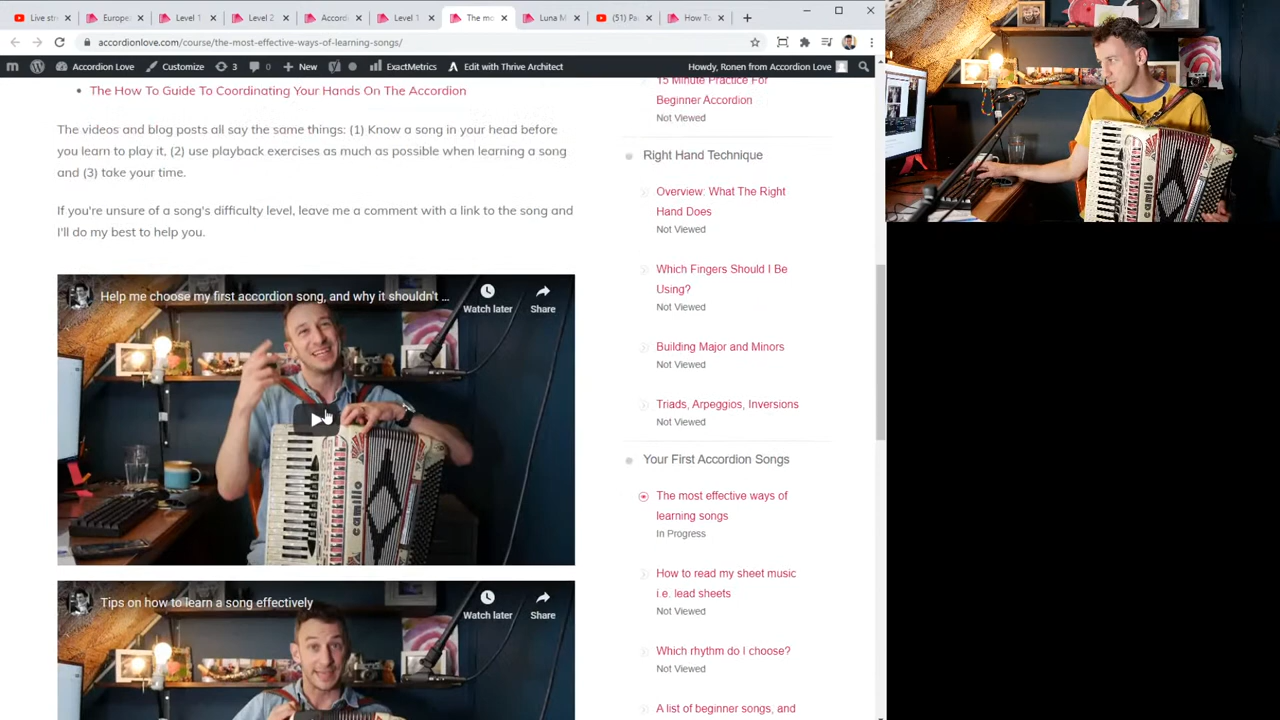 Live str
Europe
Level 1
Level 2
Accord
Level 1
The mo
Luna M
(51) Pa
How To
accordionlove.com/course/the-most-effective-ways-of-learning-songs/
Accordion Love
Customize
3
0
New
ExactMetrics
Edit with Thrive Architect
Howdy, Ronen from Accordion Love
The How To Guide To Coordinating Your Hands On The Accordion
The videos and blog posts all say the same things: (1) Know a song in your head before
you learn to play it, (2) use playback exercises as much as possible when learning a song
and (3) take your time.
If you're unsure of a song's difficulty level, leave me a comment with a link to the song and
I'll do my best to help you.
Help me choose my first accordion song, and why it shouldn't ...
Watch later
Share
camillo
Tips on how to learn a song effectively
Watch later
Share
15 Minute Practice For
Beginner Accordion
Not Viewed
Right Hand Technique
Overview: What The Right
Hand Does
Not Viewed
Which Fingers Should I Be
Using?
Not Viewed
Building Major and Minors
Not Viewed
Triads, Arpeggios, Inversions
Not Viewed
Your First Accordion Songs
The most effective ways of
learning songs
In Progress
How to read my sheet music
i.e. lead sheets
Not Viewed
Which rhythm do I choose?
Not Viewed
A list of beginner songs, and
camillo